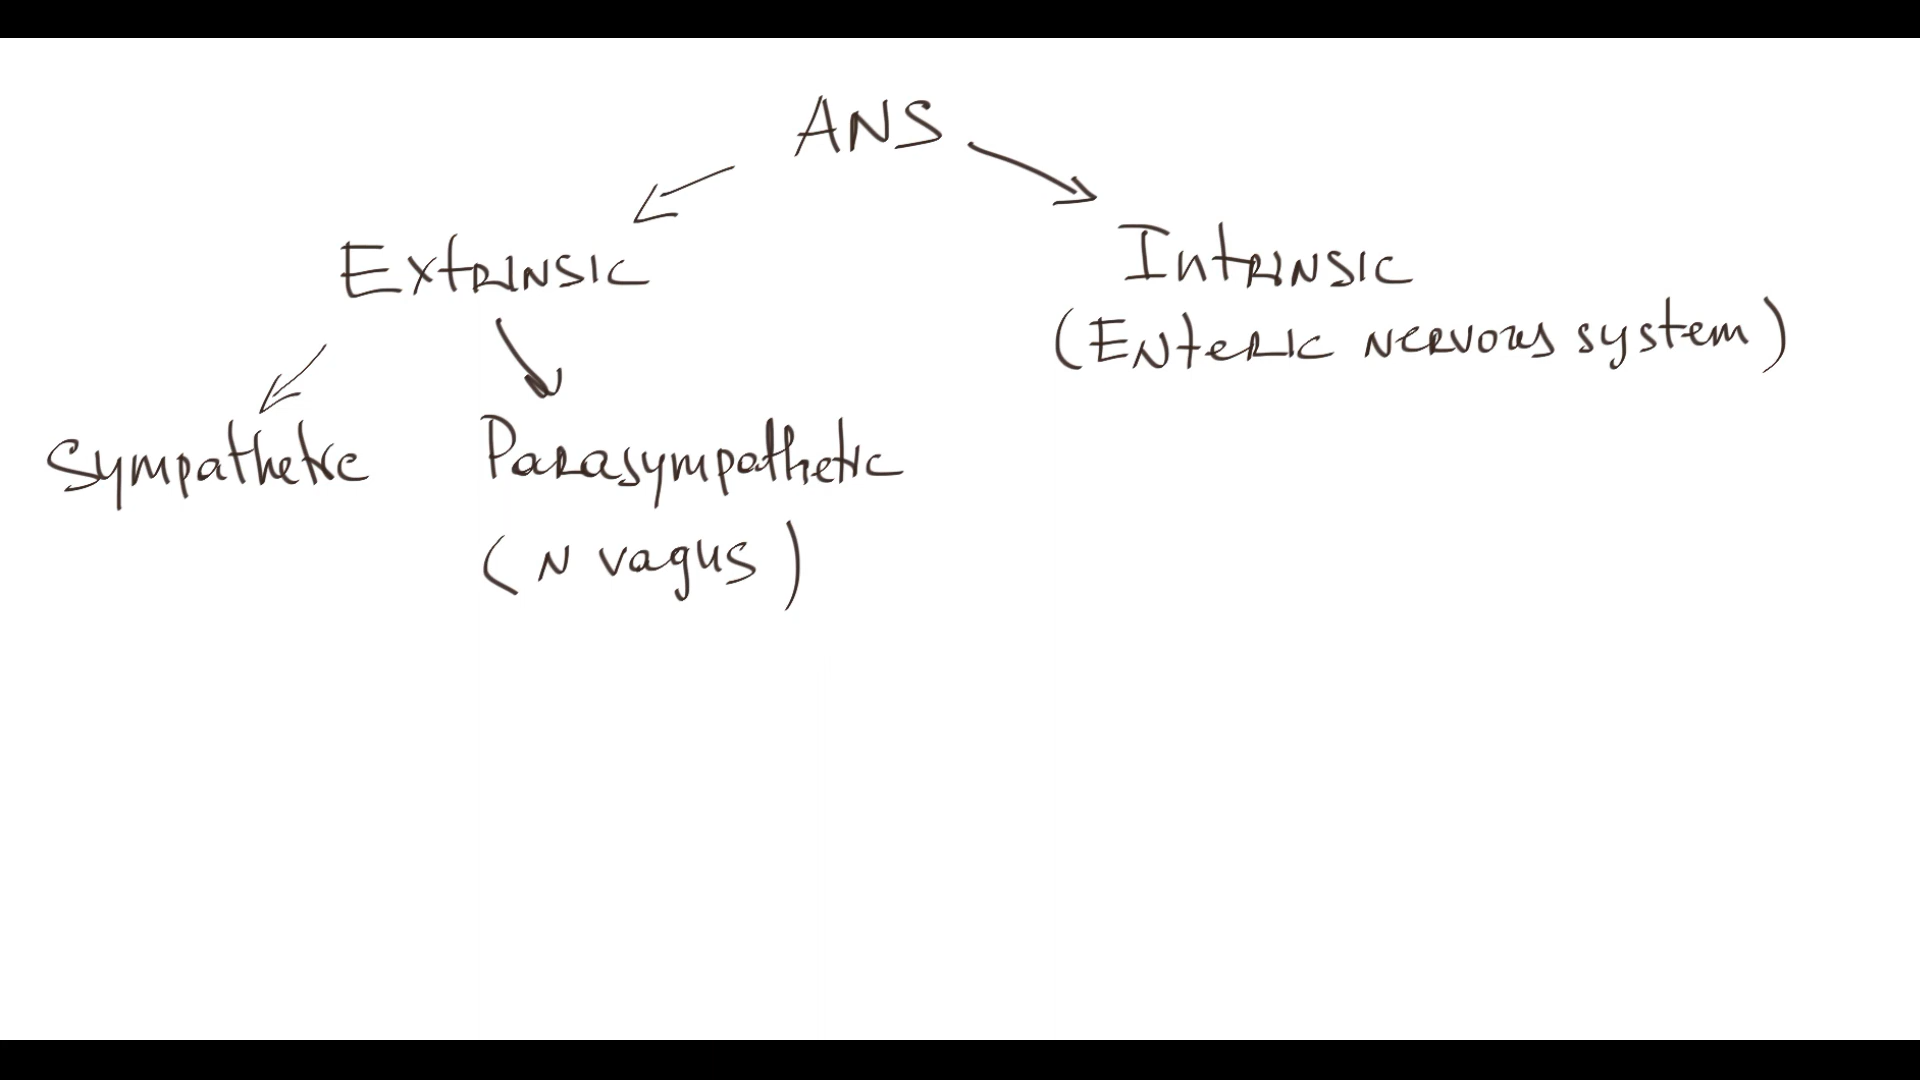 ANS
Extrinsic
Intrinsic
(Enteric nervous system)
Sympathetic
Parasympathetic
(N vagus)